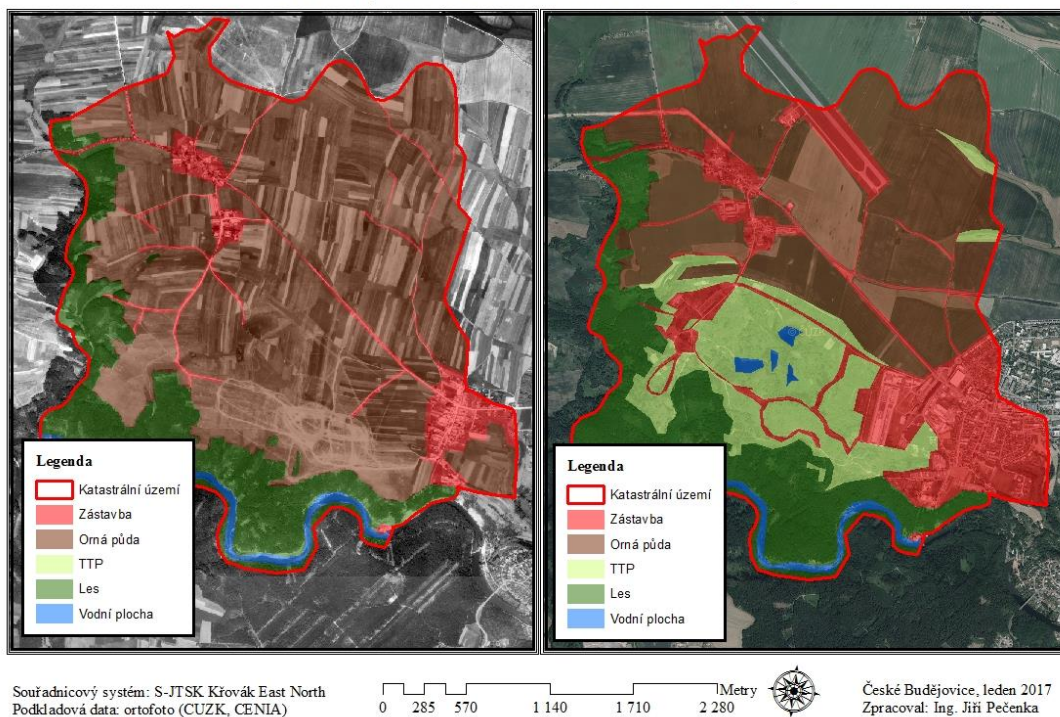 Legenda
Katastrální území
Zástavba
Orná půda
TTP
Les
Vodní plocha
Legenda
Katastrální území
Zástavba
Orná půda
TTP
Les
Vodní plocha
Souřadnicový systém: S-JTSK Křovák East North
Podkladová data: ortofoto (CUZK, CENIA)
Metry
0 285 570 1 140 1 710 2 280
České Budějovice, leden 2017
Zpracoval: Ing. Jiří Pečenka